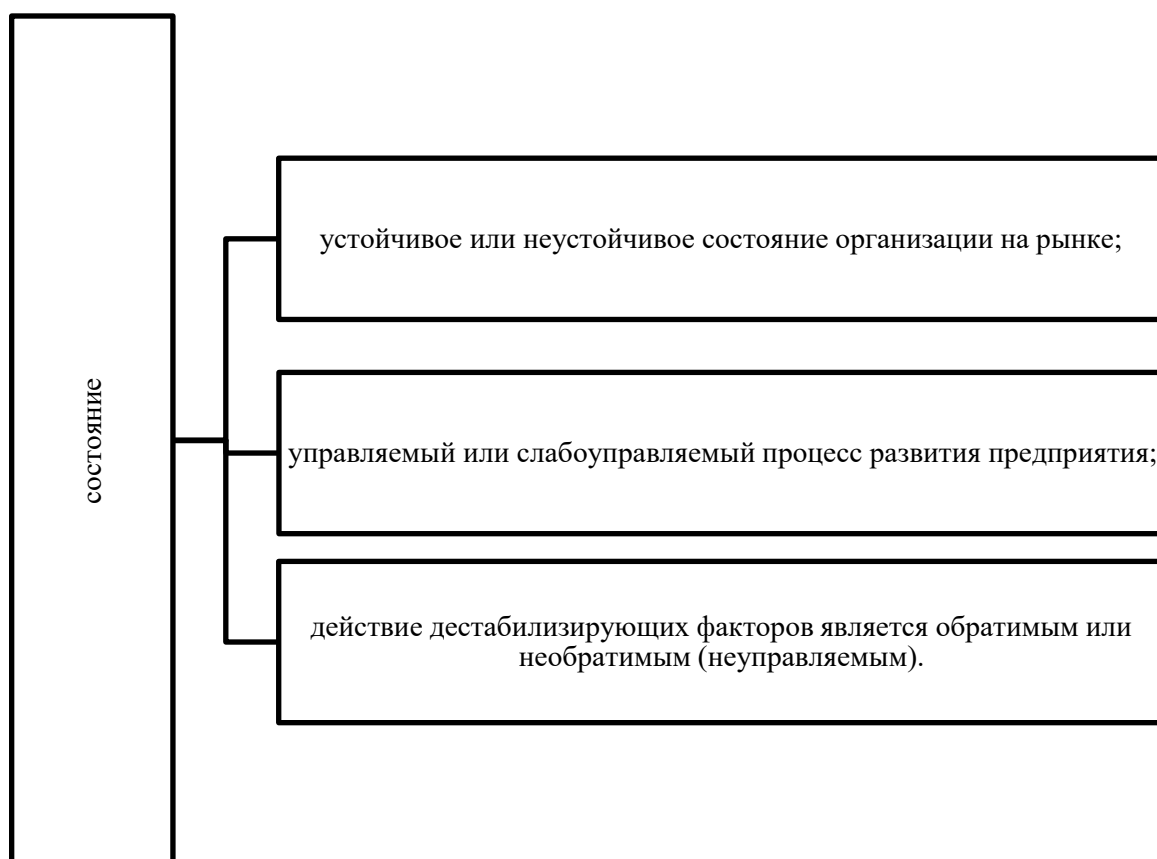 состояние
устойчивое или неустойчивое состояние организации на рынке;
управляемый или слабоуправляемый процесс развития предприятия;
действие дестабилизирующих факторов является обратимым или
необратимым (неуправляемым).